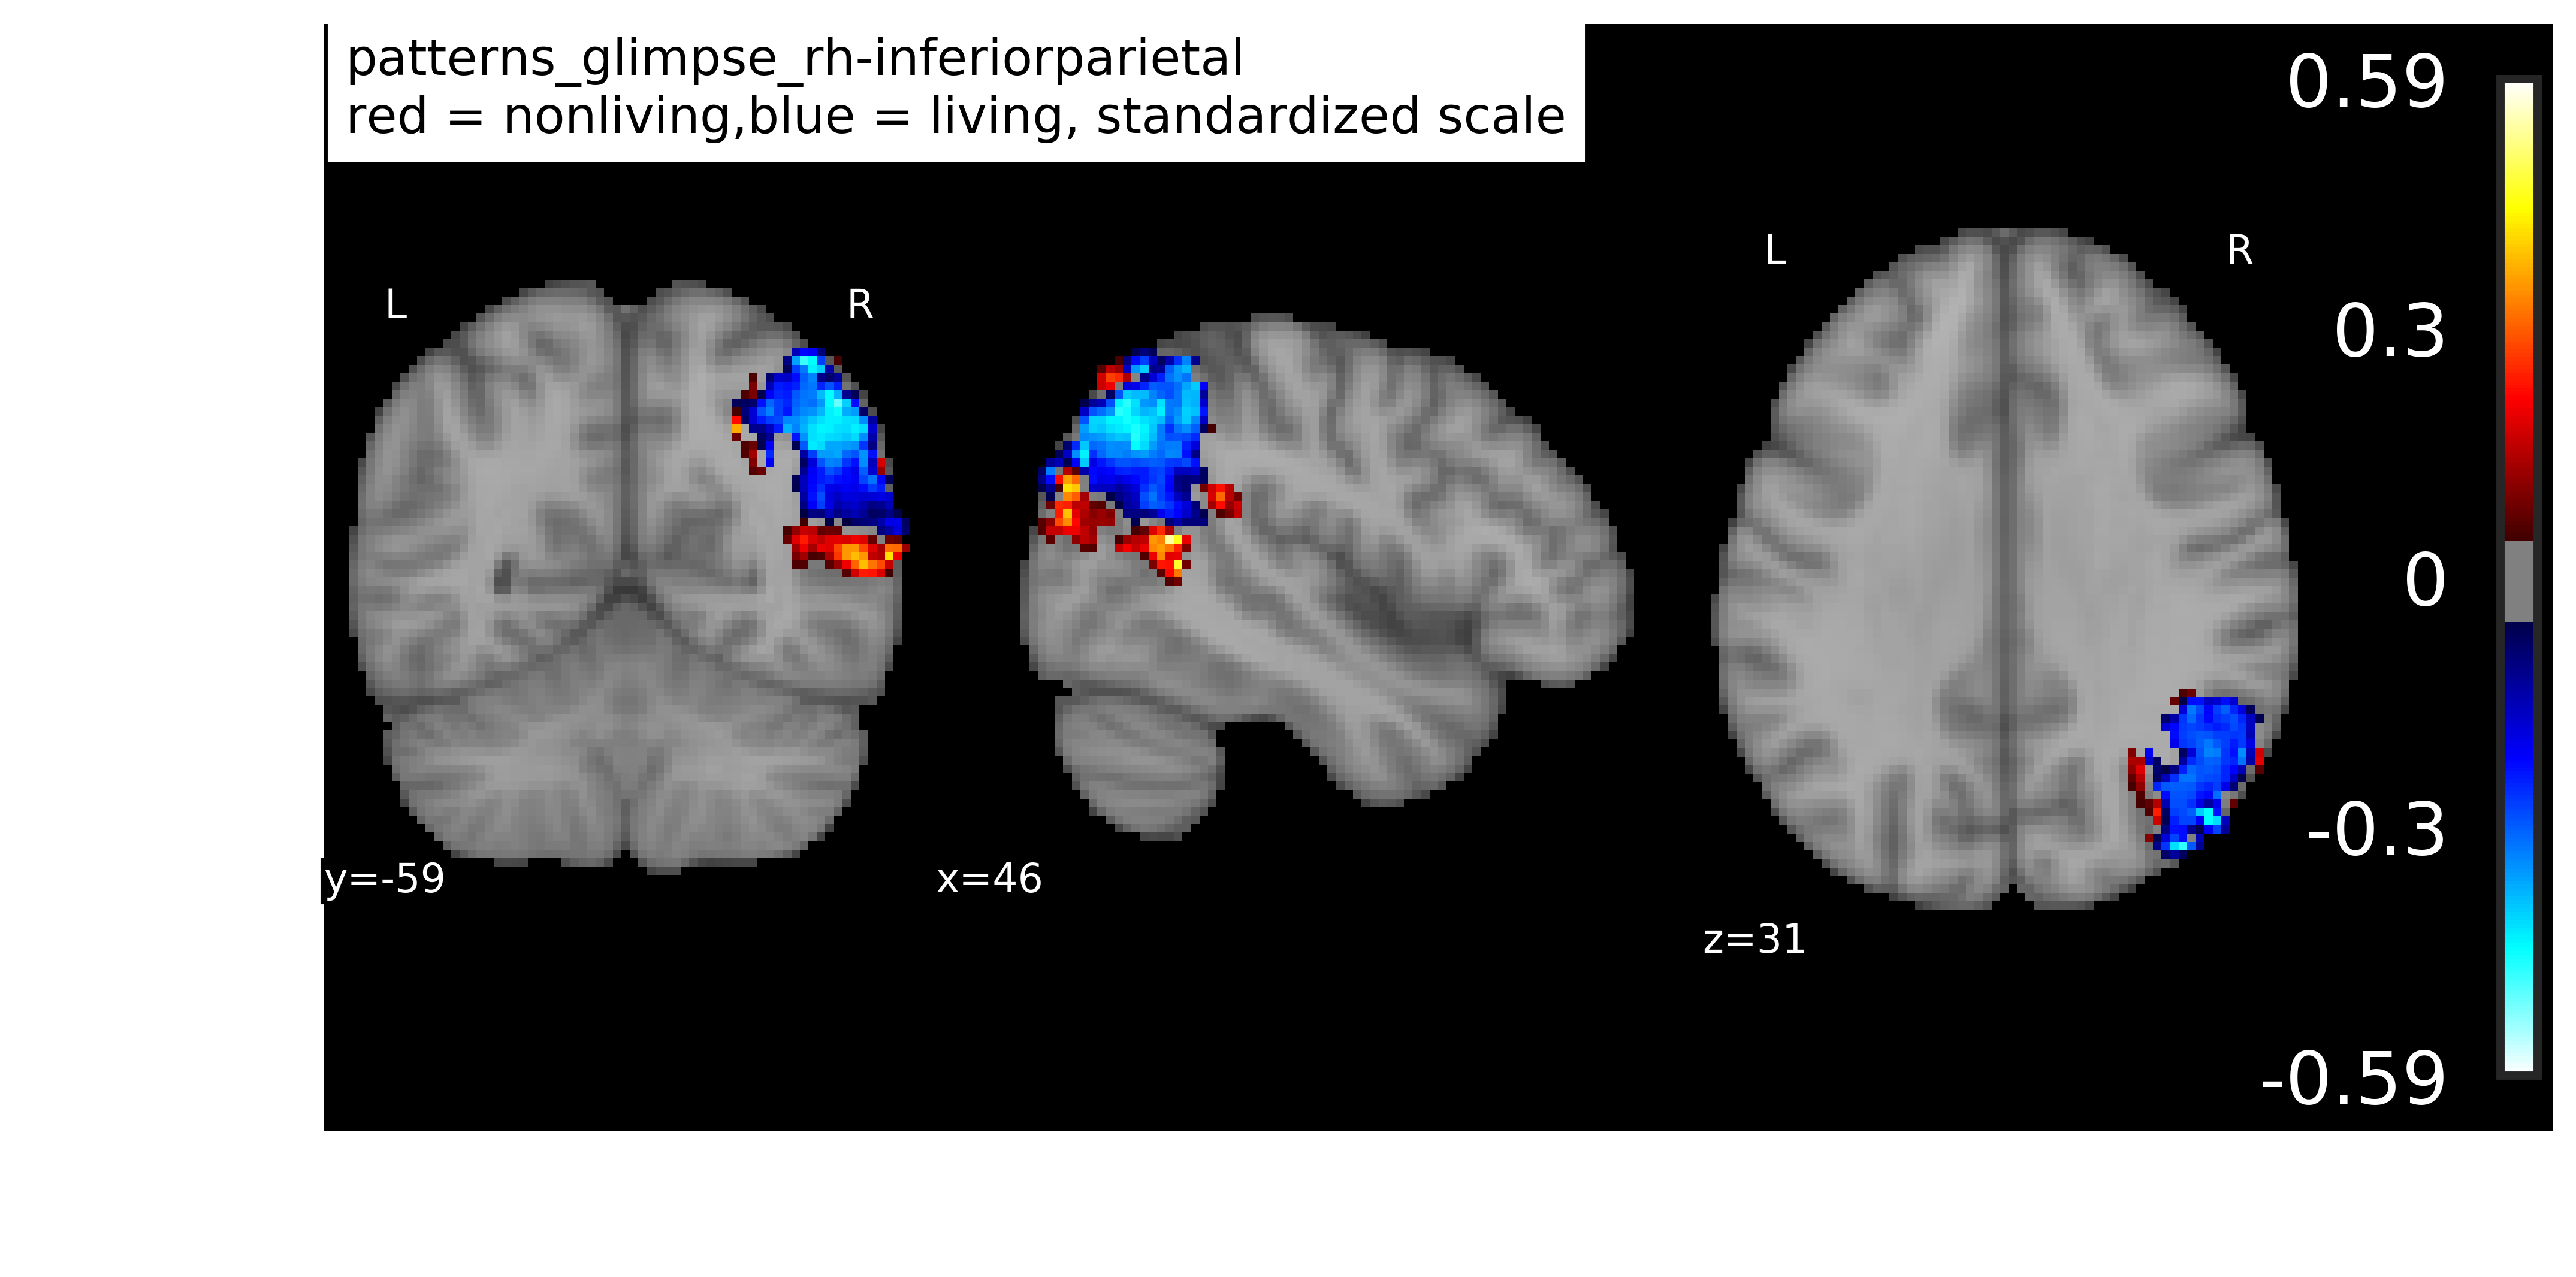 patterns_glimpse_rh-inferiorparietal
red = nonliving,blue = living, standardized scale
L
R
y=-59
x=46
L
R
z=31
0.59
0.3
0
-0.3
-0.59